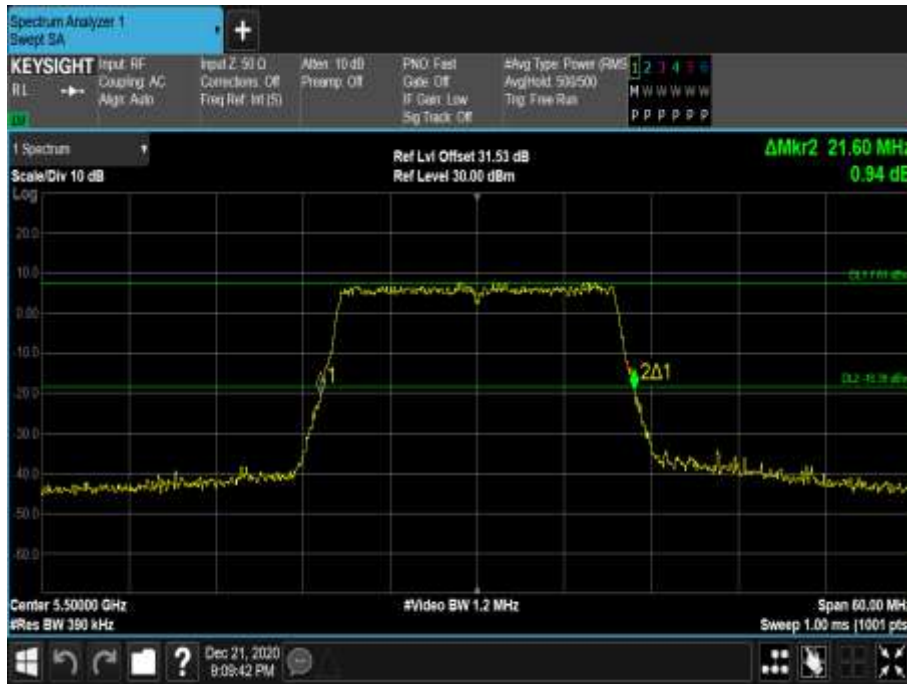 Spectrum Analyzer 1
Swept SA
+
KEYSIGHT
RL
Input: RF
Coupling: AC
Align: Auto
Input Z: 50 Ω
Corrections: Off
Freq Ref: Int (S)
Atten: 10 dB
Preamp: Off
PNO: Fast
Gate: Off
IF Gain: Low
Sig Track: Off
#Avg Type: Power (RMS
Avg|Hold: 500/500
Trig: Free Run
1 2 3 4 5 6
M W W W W W
P P P P P P
1 Spectrum
Scale/Div 10 dB
Ref Lvl Offset 31.53 dB
Ref Level 30.00 dBm
ΔMkr2 21.60 MHz
0.94 dB
Log
20.0
10.0
0.00
-10.0
-20.0
-30.0
-40.0
-50.0
-60.0
1
2Δ1
Center 5.50000 GHz
#Res BW 390 kHz
#Video BW 1.2 MHz
Span 60.00 MHz
Sweep 1.00 ms (1001 pts
?
Dec 21, 2020
9:09:42 PM